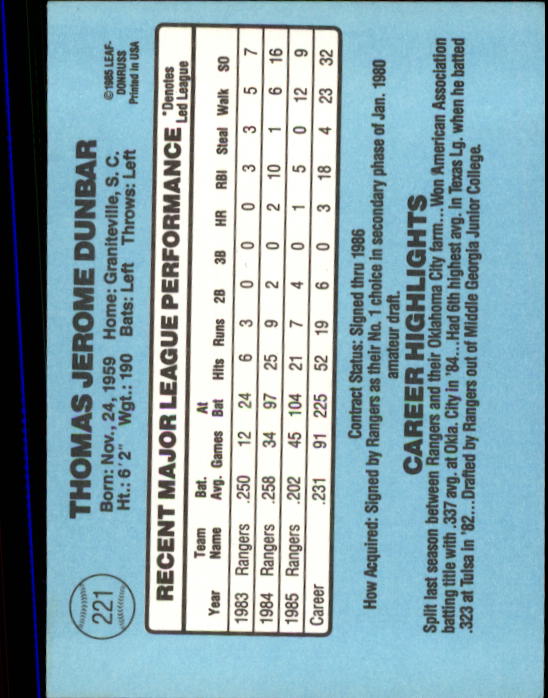 221
THOMAS JEROME DUNBAR
Born: Nov., 24, 1959 Home: Graniteville, S. C.
Ht.: 6'2" Wgt.: 190 Bats: Left Throws: Left
©1985 LEAF-
DONRUSS
Printed in USA
RECENT MAJOR LEAGUE PERFORMANCE *Denotes
Led League
Year Team Name Bat. Avg. Games At Bat Hits Runs 2B 3B HR RBI Steal Walk SO
1983 Rangers .250 12 24 6 3 0 0 0 3 3 5 7
1984 Rangers .258 34 97 25 9 2 0 2 10 1 6 16
1985 Rangers .202 45 104 21 7 4 0 1 5 0 12 9
Career .231 91 225 52 19 6 0 3 18 4 23 32
Contract Status: Signed thru 1986
How Acquired: Signed by Rangers as their No. 1 choice in secondary phase of Jan. 1980
amateur draft.
CAREER HIGHLIGHTS
Split last season between Rangers and their Oklahoma City farm...Won American Association
batting title with .337 avg. at Okla. City in '84...Had 6th highest avg. in Texas Lg. when he batted
.323 at Tulsa in '82...Drafted by Rangers out of Middle Georgia Junior College.